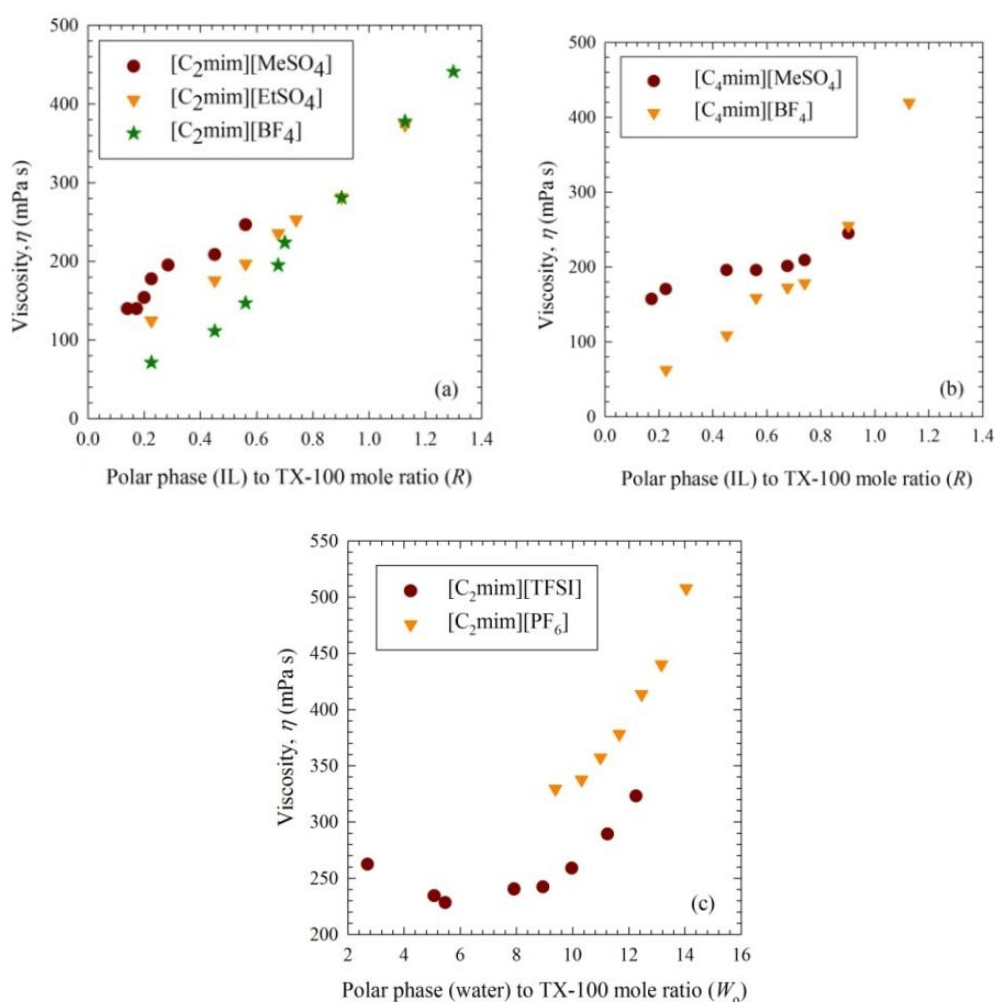 500
400
300
200
100
0
Viscosity, η (mPa s)
[C₂mim][MeSO₄]
[C₂mim][EtSO₄]
[C₂mim][BF₄]
(a)
0.0 0.2 0.4 0.6 0.8 1.0 1.2 1.4
Polar phase (IL) to TX-100 mole ratio (R)
500
400
300
200
100
0
Viscosity, η (mPa s)
[C₄mim][MeSO₄]
[C₄mim][BF₄]
(b)
0.0 0.2 0.4 0.6 0.8 1.0 1.2 1.4
Polar phase (IL) to TX-100 mole ratio (R)
550
500
450
400
350
300
250
200
Viscosity, η (mPa s)
[C₂mim][TFSI]
[C₂mim][PF₆]
(c)
2 4 6 8 10 12 14 16
Polar phase (water) to TX-100 mole ratio (Wₒ)